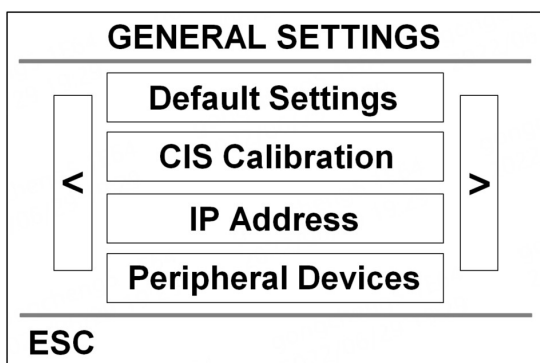 GENERAL SETTINGS
Default Settings
CIS Calibration
<
>
IP Address
Peripheral Devices
ESC